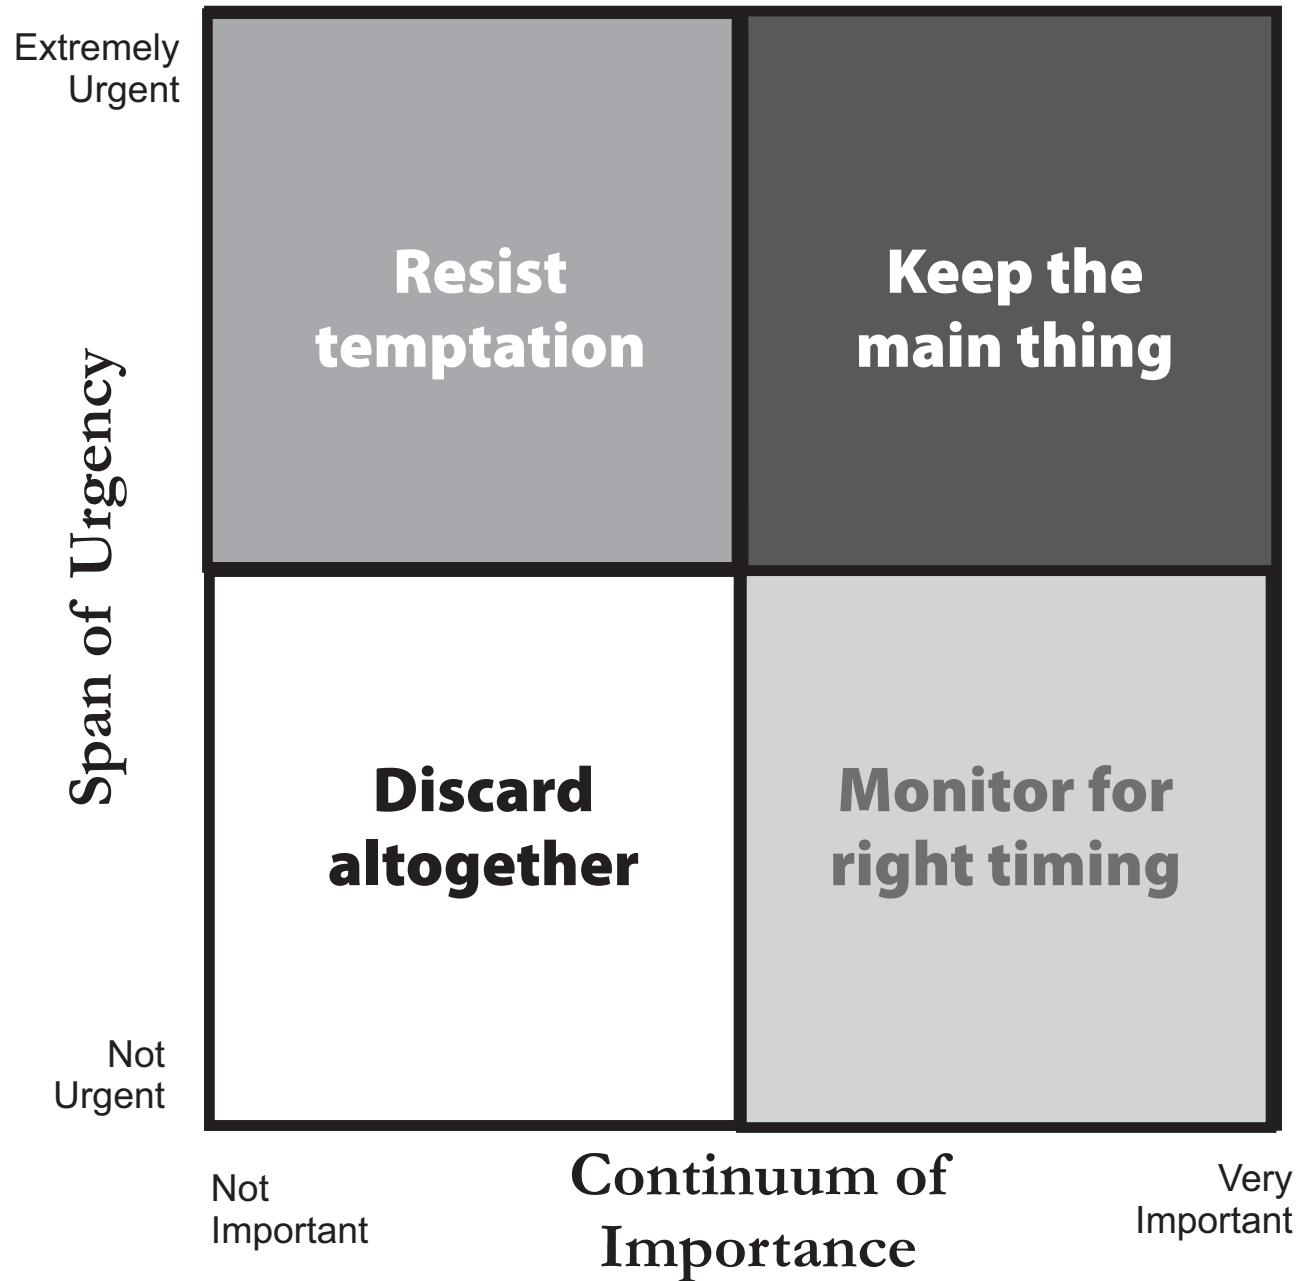 Extremely
Urgent
Resist
temptation
Keep the
main thing
Span of Urgency
Discard
altogether
Monitor for
right timing
Not
Urgent
Not
Important
Continuum of
Importance
Very
Important